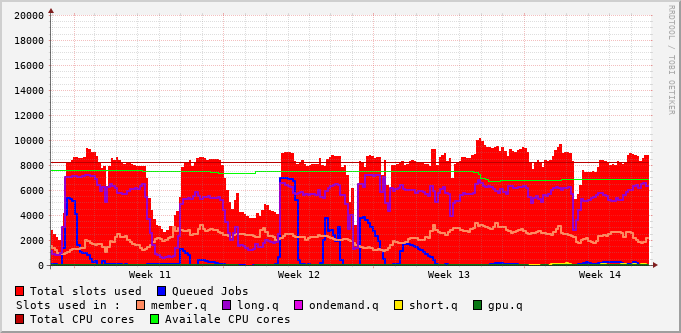 20000
18000
16000
14000
12000
10000
8000
6000
4000
2000
0
Week 11 Week 12 Week 13 Week 14
Total slots used Queued Jobs
Slots used in : member.q long.q ondemand.q short.q gpu.q
Total CPU cores Availale CPU cores
RRDTOOL / TOBI OETIKER